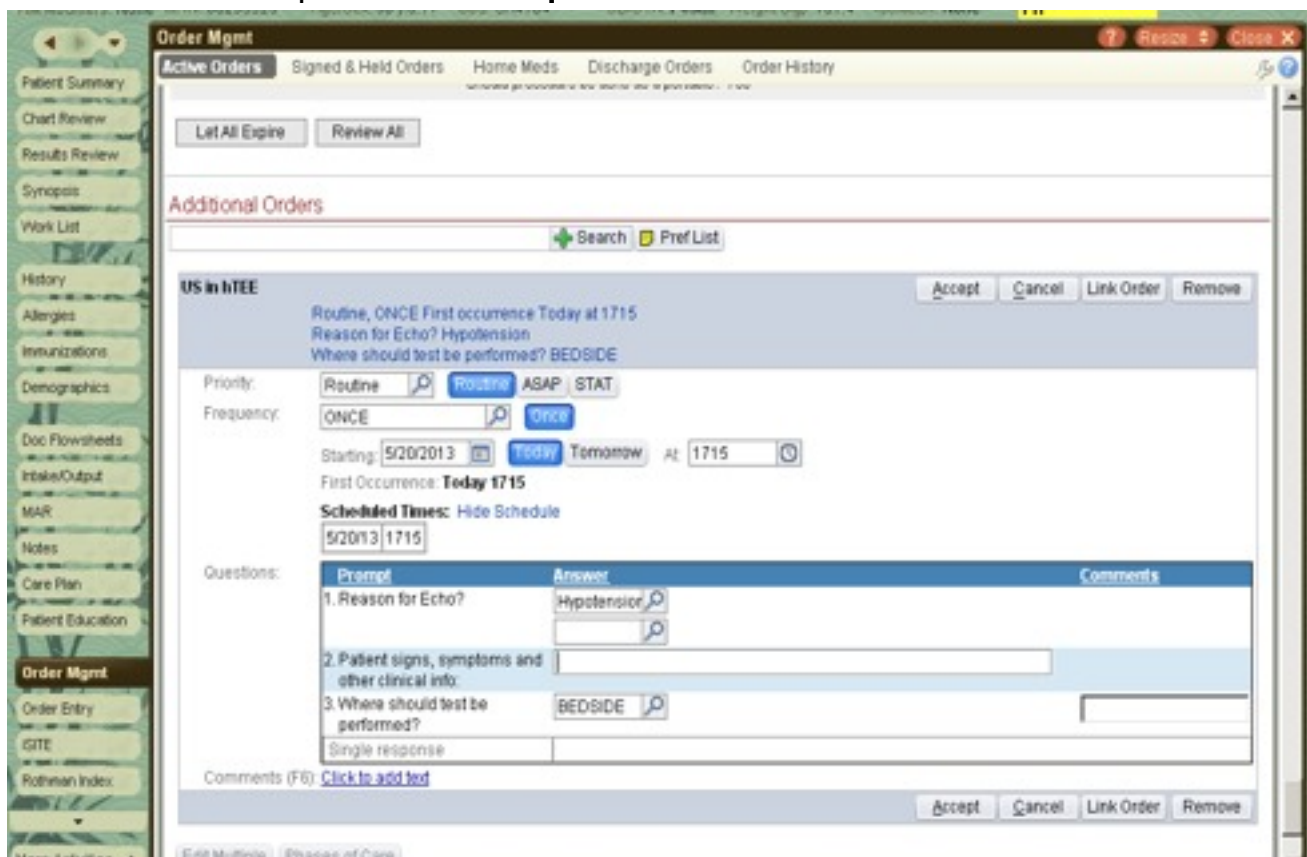 Order Mgmt
? Resize Close X
Active Orders Signed & Held Orders Home Meds Discharge Orders Order History
Let All Expire Review All
Additional Orders
Search Pref List
US in hTEE
Accept Cancel Link Order Remove
Routine, ONCE First occurrence Today at 1715
Reason for Echo? Hypotension
Where should test be performed? BEDSIDE
Priority: Routine Routine ASAP STAT
Frequency: ONCE Once
Starting: 5/20/2013 Today Tomorrow At: 1715
First Occurrence: Today 1715
Scheduled Times: Hide Schedule
5/20/13 1715
Questions: Prompt Answer Comments
1. Reason for Echo? Hypotension
2. Patient signs, symptoms and
other clinical info:
3. Where should test be BEDSIDE
performed?
Single response
Comments (F6): Click to add text
Accept Cancel Link Order Remove
Edit Multiple Phases of Care
Patient Summary
Chart Review
Results Review
Synopsis
Work List
History
Allergies
Immunizations
Demographics
Doc Flowsheets
Intake/Output
MAR
Notes
Care Plan
Patient Education
Order Mgmt
Order Entry
iSITE
Rothman Index